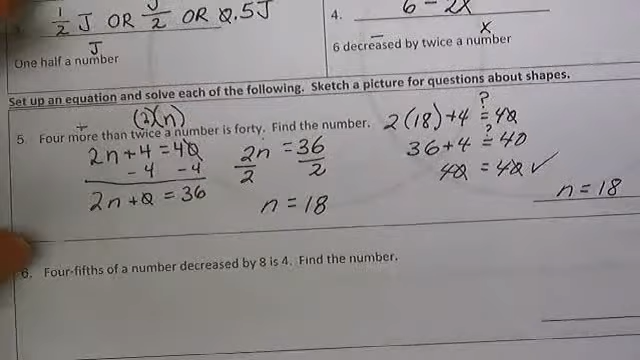 1/2 J OR J/2 OR 0.5J
J
One half a number
4. 6 - 2x
- x
6 decreased by twice a number
Set up an equation and solve each of the following. Sketch a picture for questions about shapes.
+ (2)(n)
5. Four more than twice a number is forty. Find the number.
2n + 4 = 40
- 4 - 4
2n + 0 = 36
2n = 36
2 2
n = 18
2(18) + 4 ?= 40
36 + 4 ?= 40
40 = 40 ✓
n = 18
6. Four-fifths of a number decreased by 8 is 4. Find the number.